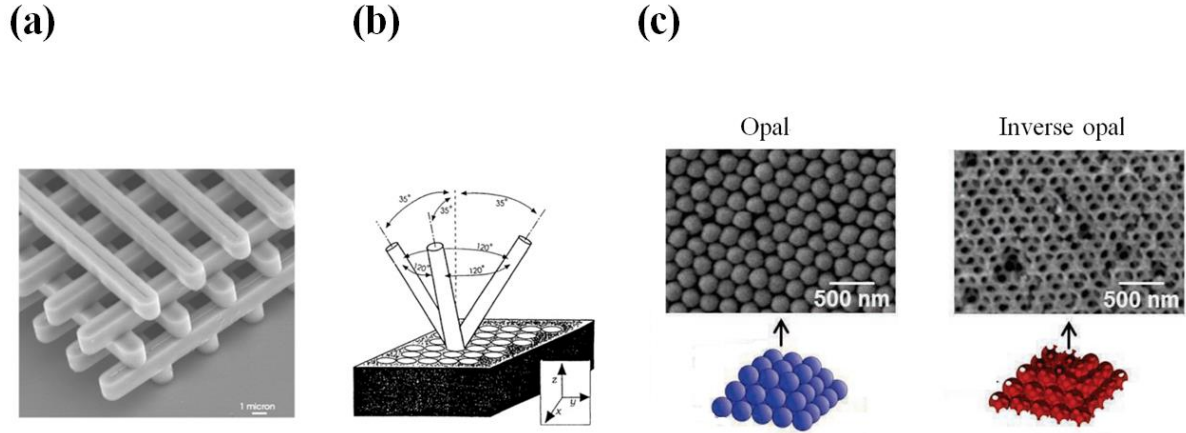 (a)
(b)
(c)
Opal
Inverse opal
35°
35°
35°
120°
120°
120°
z
y
x
1 micron
500 nm
500 nm